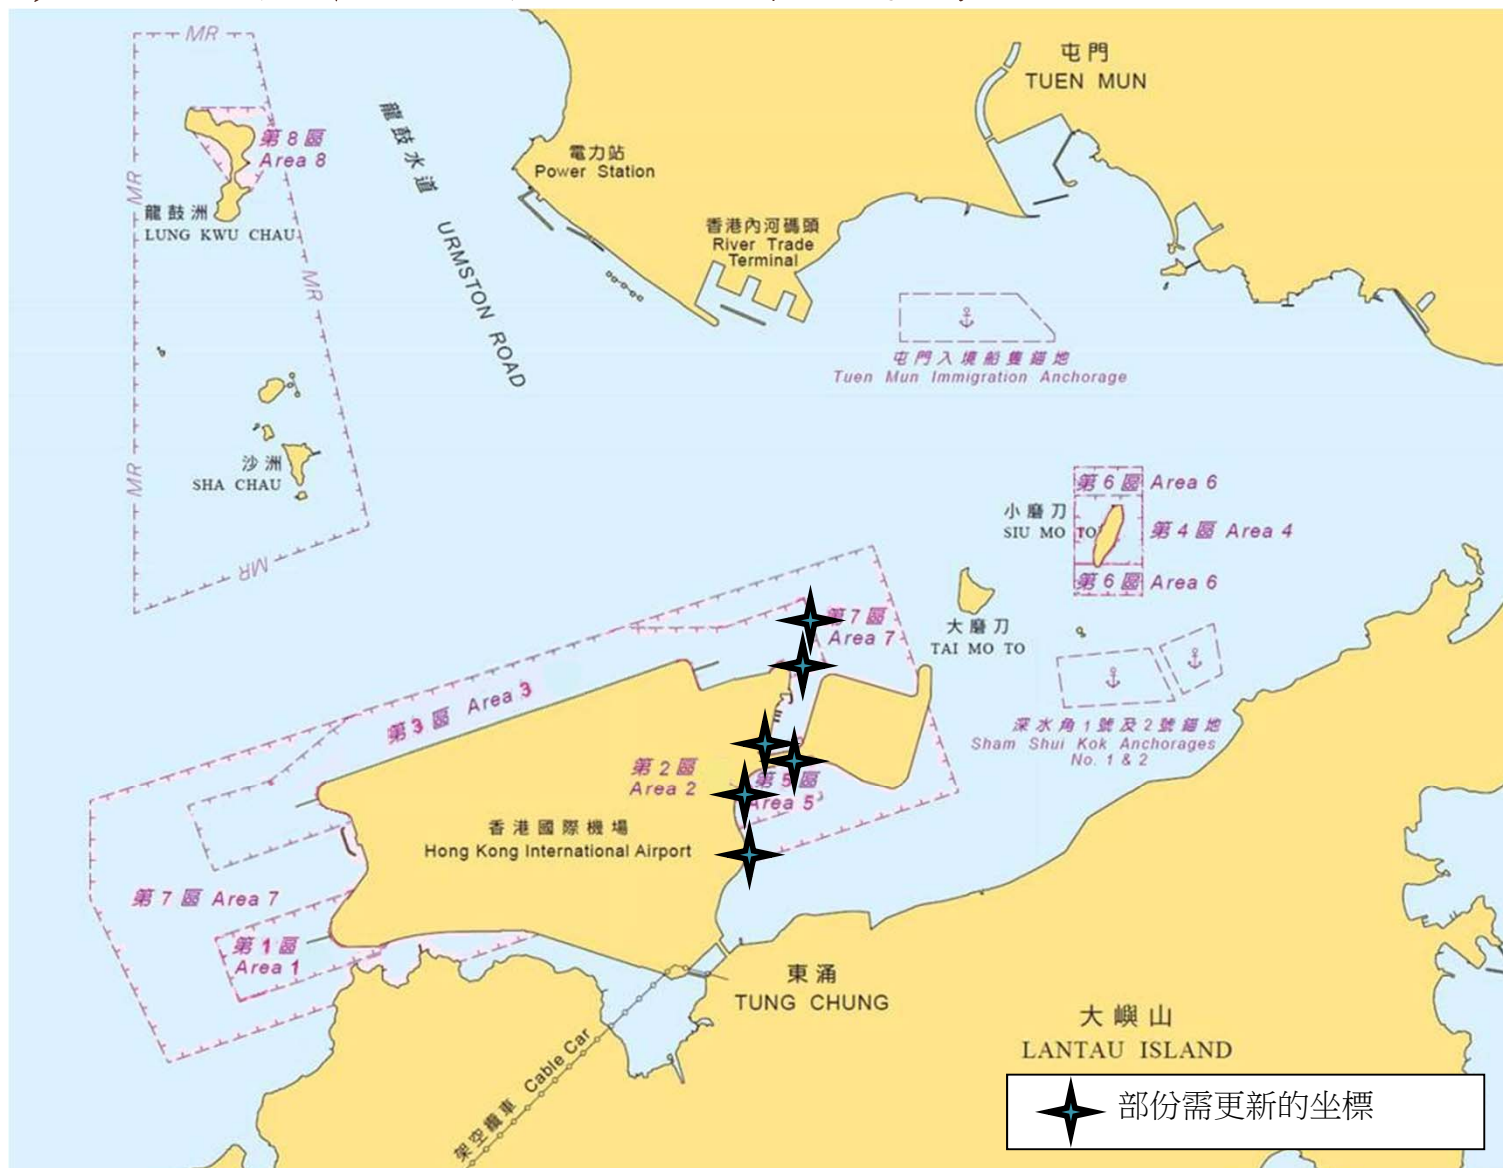 MR
屯門
TUEN MUN
第 8 區
Area 8
電力站
Power Station
龍鼓水道 URMSTON ROAD
MR
龍鼓洲
LUNG KWU CHAU
香港內河碼頭
River Trade
Terminal
MR
屯門入境船隻錨地
Tuen Mun Immigration Anchorage
沙洲
SHA CHAU
MR
第 6 區 Area 6
小磨刀
SIU MO TO
第 4 區 Area 4
MR
第 6 區 Area 6
第 7 區
Area 7
大磨刀
TAI MO TO
第 3 區 Area 3
深水角1號及2號錨地
Sham Shui Kok Anchorages
No. 1 & 2
第 2 區
Area 2
第 5 區
Area 5
香港國際機場
Hong Kong International Airport
第 7 區 Area 7
第 1 區
Area 1
東涌
TUNG CHUNG
大嶼山
LANTAU ISLAND
架空纜車 Cable Car
部份需更新的坐標